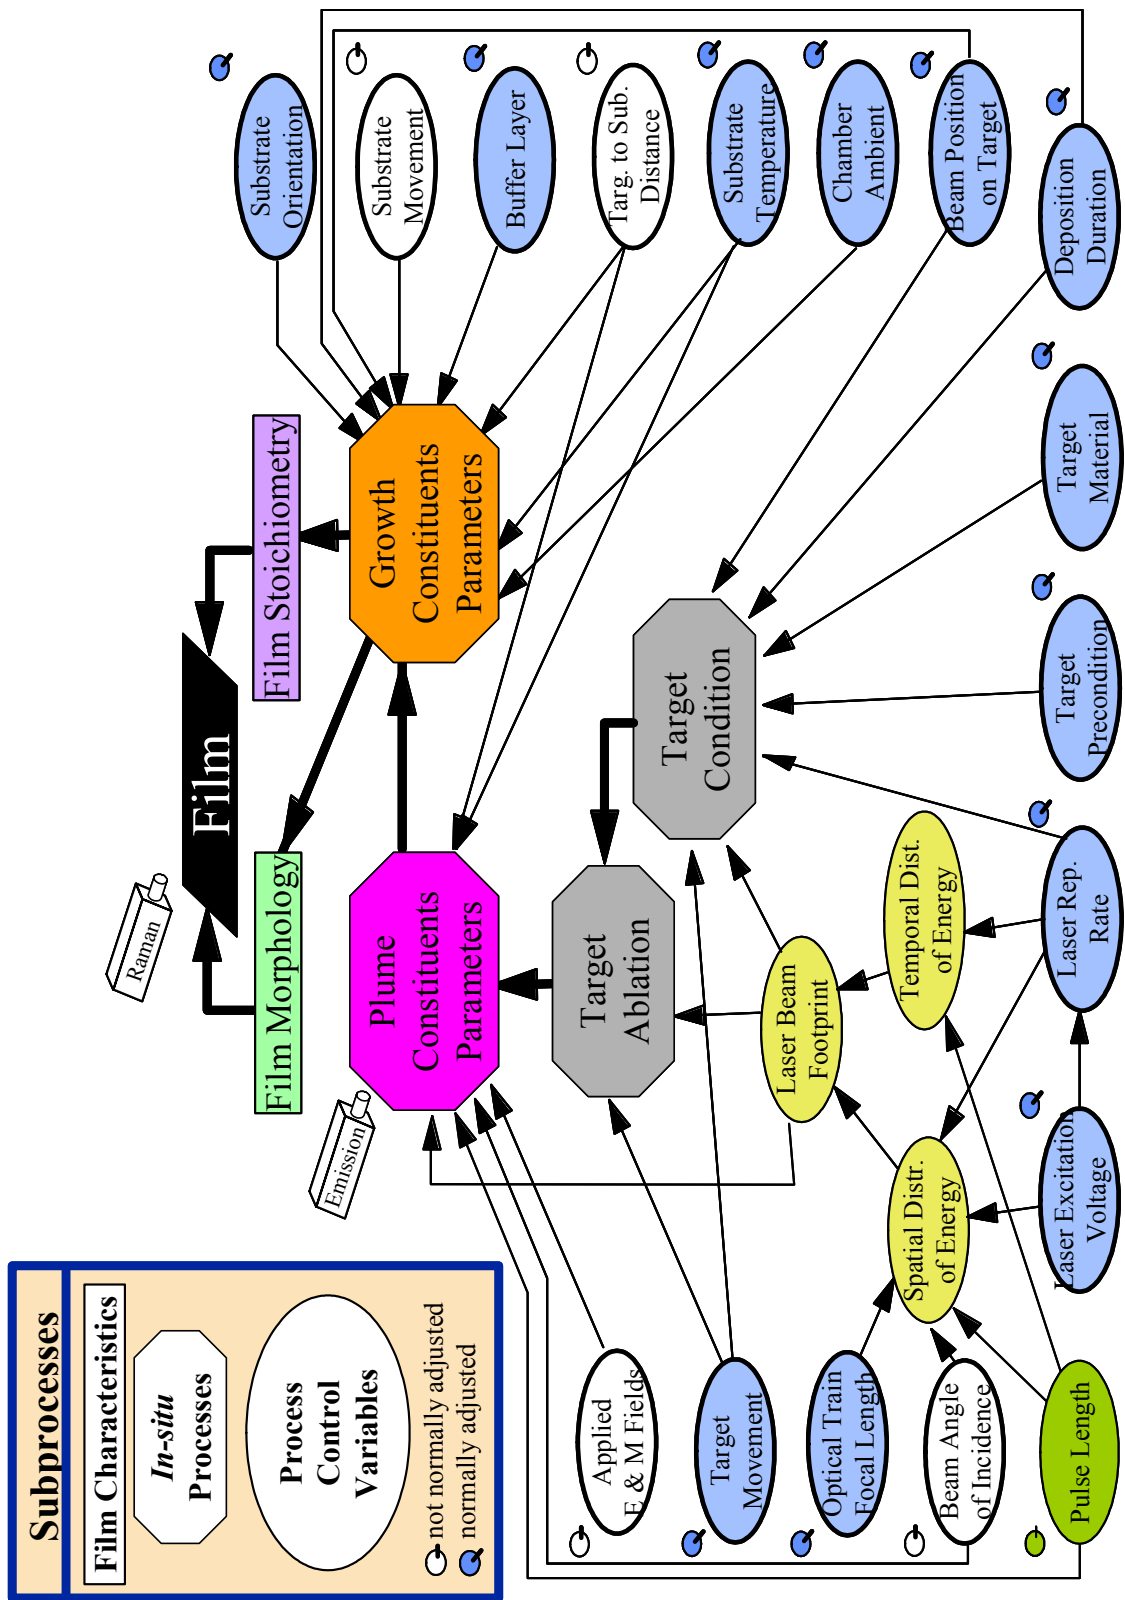 Subprocesses
Film Characteristics
In-situ
Processes
Process
Control
Variables
not normally adjusted
normally adjusted
Raman
Emission
Film
Film Morphology
Film Stoichiometry
Plume
Constituents
Parameters
Growth
Constituents
Parameters
Target
Ablation
Target
Condition
Substrate
Orientation
Substrate
Movement
Buffer Layer
Targ. to Sub.
Distance
Substrate
Temperature
Chamber
Ambient
Beam Position
on Target
Deposition
Duration
Applied
E & M Fields
Target
Movement
Optical Train
Focal Length
Beam Angle
of Incidence
Pulse Length
Laser Beam
Footprint
Spatial Distr.
of Energy
Temporal Dist.
of Energy
Laser Excitation
Voltage
Laser Rep.
Rate
Target
Precondition
Target
Material